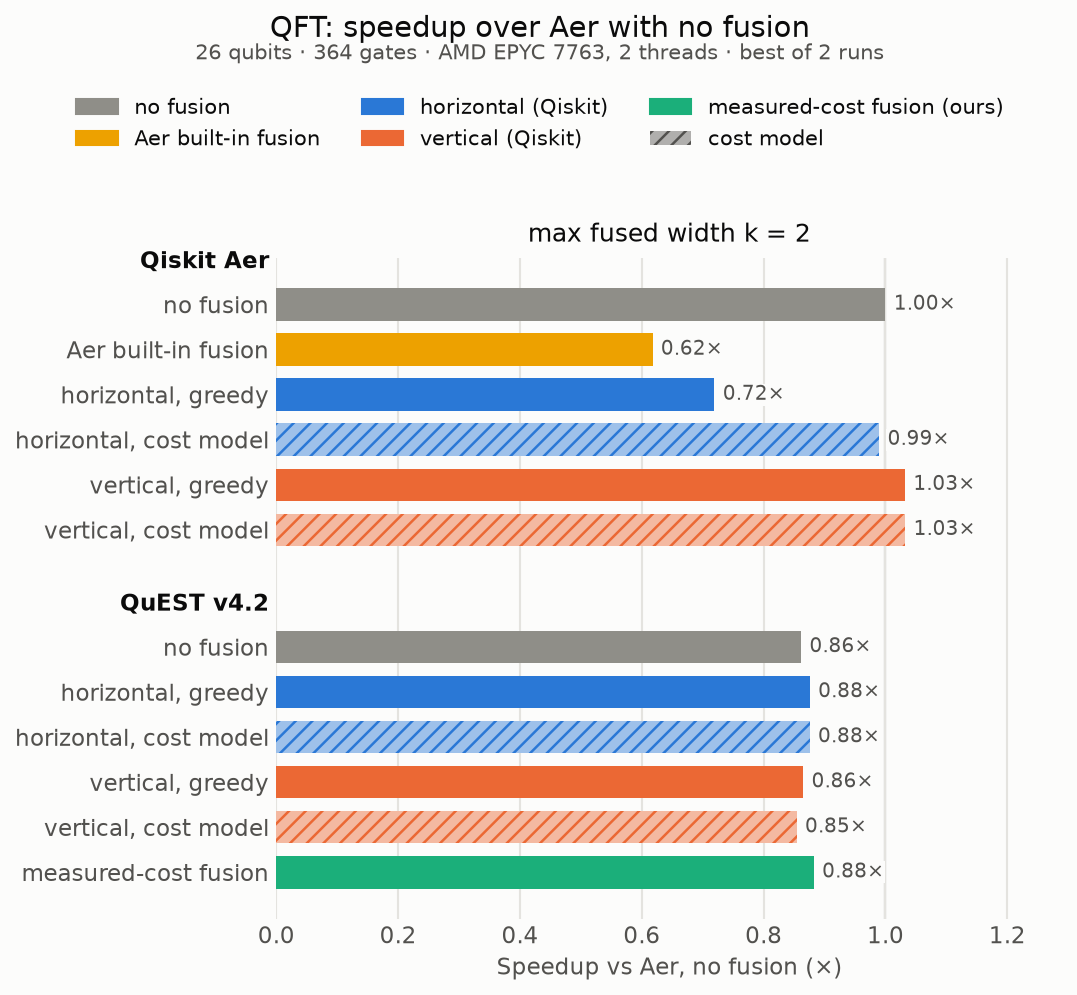 QFT: speedup over Aer with no fusion
26 qubits · 364 gates · AMD EPYC 7763, 2 threads · best of 2 runs
no fusion
horizontal (Qiskit)
measured-cost fusion (ours)
Aer built-in fusion
vertical (Qiskit)
cost model
max fused width k = 2
Qiskit Aer
no fusion 1.00×
Aer built-in fusion 0.62×
horizontal, greedy 0.72×
horizontal, cost model 0.99×
vertical, greedy 1.03×
vertical, cost model 1.03×
QuEST v4.2
no fusion 0.86×
horizontal, greedy 0.88×
horizontal, cost model 0.88×
vertical, greedy 0.86×
vertical, cost model 0.85×
measured-cost fusion 0.88×
0.0 0.2 0.4 0.6 0.8 1.0 1.2
Speedup vs Aer, no fusion (×)